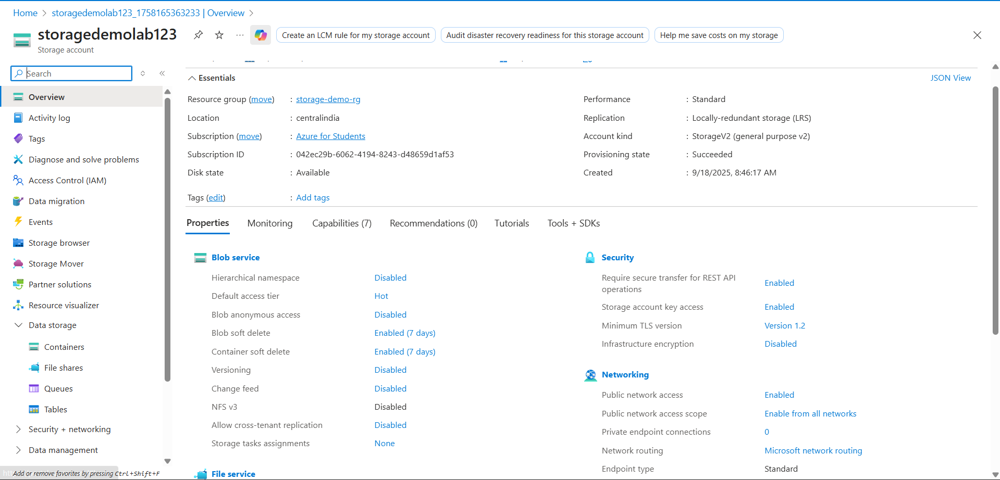 Home > storagedemolab123_1758165363233 | Overview >
storagedemolab123
Storage account
Create an LCM rule for my storage account
Audit disaster recovery readiness for this storage account
Help me save costs on my storage
Search
Overview
Activity log
Tags
Diagnose and solve problems
Access Control (IAM)
Data migration
Events
Storage browser
Storage Mover
Partner solutions
Resource visualizer
Data storage
Containers
File shares
Queues
Tables
Security + networking
Data management
Add or remove favorites by pressing Ctrl+Shift+F
Essentials
JSON View
Resource group (move) : storage-demo-rg
Location : centralindia
Subscription (move) : Azure for Students
Subscription ID : 042ec29b-6062-4194-8243-d48659d1af53
Disk state : Available
Tags (edit) : Add tags
Performance : Standard
Replication : Locally-redundant storage (LRS)
Account kind : StorageV2 (general purpose v2)
Provisioning state : Succeeded
Created : 9/18/2025, 8:46:17 AM
Properties Monitoring Capabilities (7) Recommendations (0) Tutorials Tools + SDKs
Blob service
Hierarchical namespace Disabled
Default access tier Hot
Blob anonymous access Disabled
Blob soft delete Enabled (7 days)
Container soft delete Enabled (7 days)
Versioning Disabled
Change feed Disabled
NFS v3 Disabled
Allow cross-tenant replication Disabled
Storage tasks assignments None
File service
Security
Require secure transfer for REST API
operations Enabled
Storage account key access Enabled
Minimum TLS version Version 1.2
Infrastructure encryption Disabled
Networking
Public network access Enabled
Public network access scope Enable from all networks
Private endpoint connections 0
Network routing Microsoft network routing
Endpoint type Standard